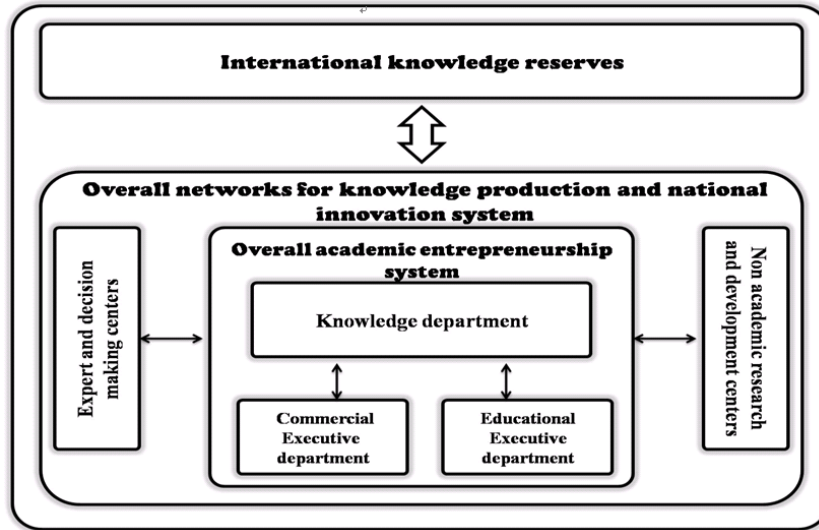 International knowledge reserves
Overall networks for knowledge production and national
innovation system
Expert and decision
making centers
Overall academic entrepreneurship
system
Knowledge department
Commercial
Executive
department
Educational
Executive
department
Non academic research
and development centers